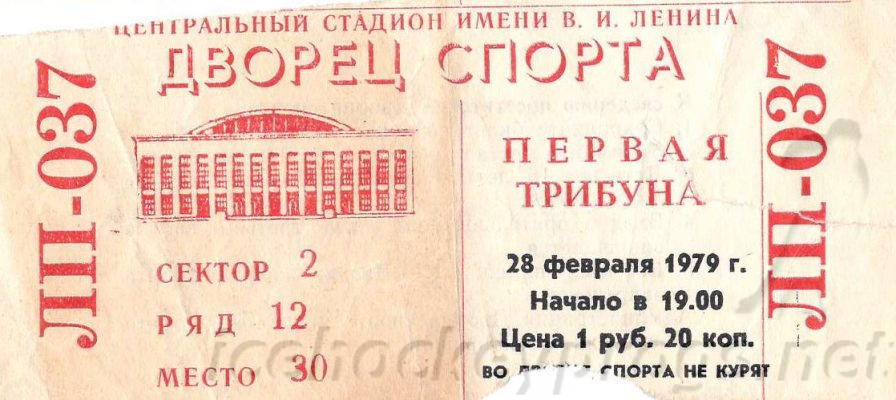 ЦЕНТРАЛЬНЫЙ СТАДИОН ИМЕНИ В. И. ЛЕНИНА
ДВОРЕЦ СПОРТА
ЛП-037
ПЕРВАЯ
ТРИБУНА
ЛП-037
СЕКТОР 2
РЯД 12
МЕСТО 30
28 февраля 1979 г.
Начало в 19.00
Цена 1 руб. 20 коп.
ВО ДВОРЦЕ СПОРТА НЕ КУРЯТ
icehockeyprogs.net